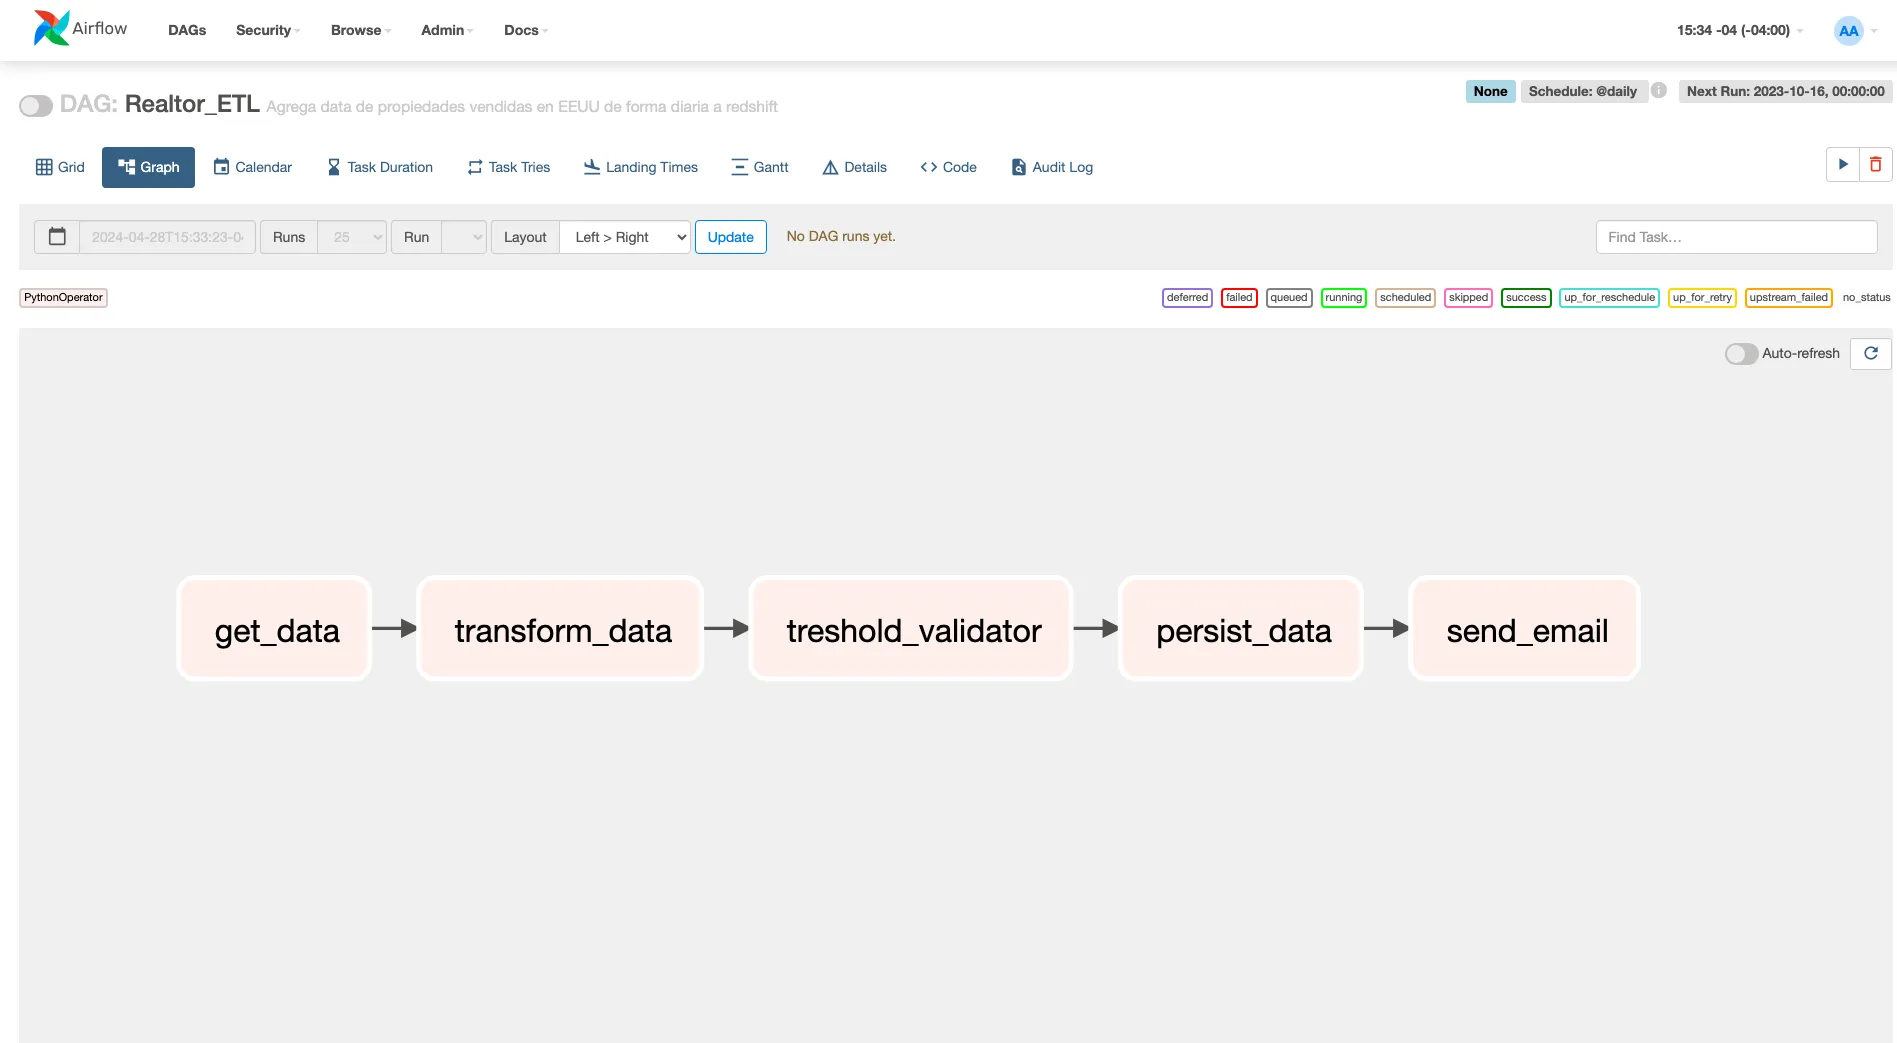 Airflow DAGs Security Browse Admin Docs 15:34 -04 (-04:00) AA
DAG: Realtor_ETL Agrega data de propiedades vendidas en EEUU de forma diaria a redshift None Schedule: @daily Next Run: 2023-10-16, 00:00:00
Grid Graph Calendar Task Duration Task Tries Landing Times Gantt Details Code Audit Log
2024-04-28T15:33:23-04 Runs 25 Run Layout Left > Right Update No DAG runs yet. Find Task...
PythonOperator deferred failed queued running scheduled skipped success up_for_reschedule up_for_retry upstream_failed no_status
Auto-refresh
get_data transform_data treshold_validator persist_data send_email